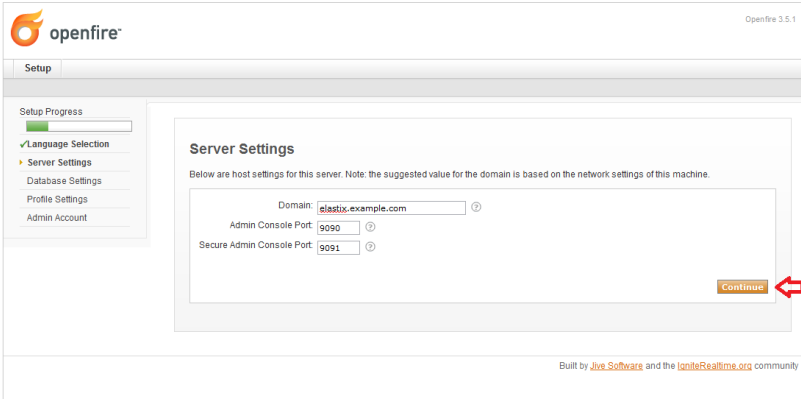 openfire™
Openfire 3.5.1
Setup
Setup Progress
Language Selection
Server Settings
Database Settings
Profile Settings
Admin Account
Server Settings
Below are host settings for this server. Note: the suggested value for the domain is based on the network settings of this machine.
Domain: elastix.example.com
Admin Console Port: 9090
Secure Admin Console Port: 9091
Continue
Built by Jive Software and the IgniteRealtime.org community